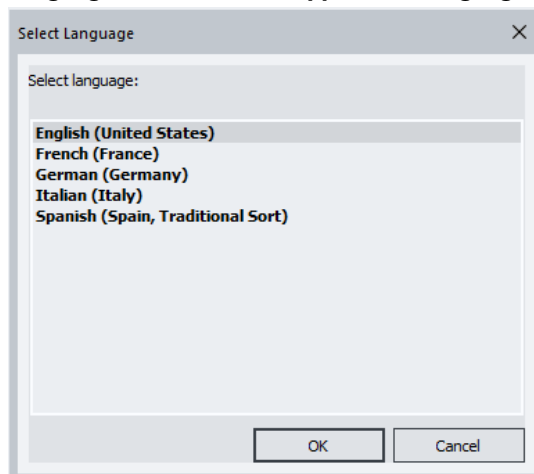 Select Language
Select language:
English (United States)
French (France)
German (Germany)
Italian (Italy)
Spanish (Spain, Traditional Sort)
OK Cancel